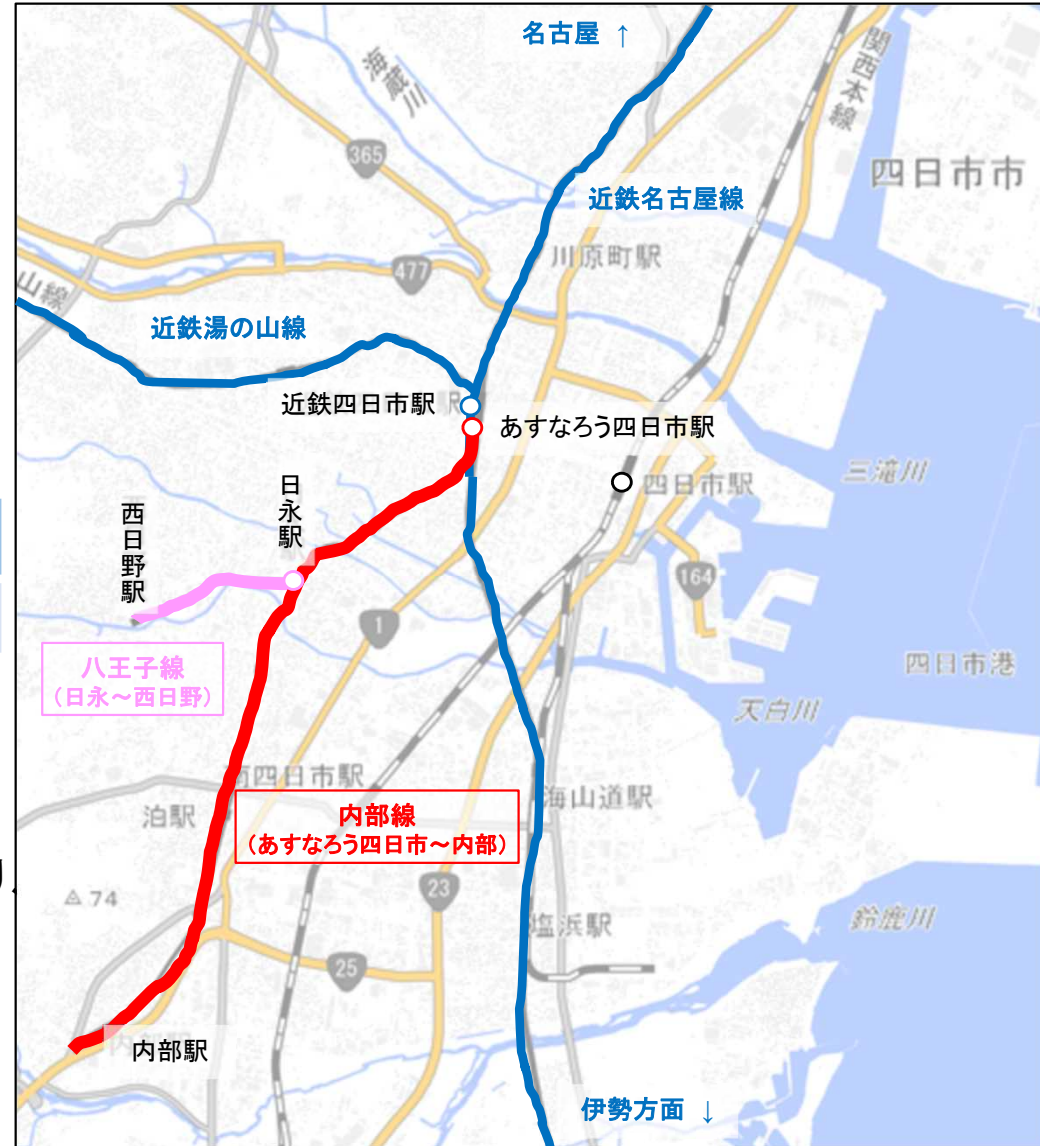 名古屋 ↑
海蔵川
関西本線
365
四日市市
近鉄名古屋線
川原町駅
477
山線
近鉄湯の山線
近鉄四日市駅
あすなろう四日市駅
三滝川
日永駅
四日市駅
西日野駅
164
1
八王子線
(日永～西日野)
四日市港
天白川
南四日市駅
海山道駅
泊駅
内部線
(あすなろう四日市～内部)
74
23
鈴鹿川
塩浜駅
25
内部駅
伊勢方面 ↓